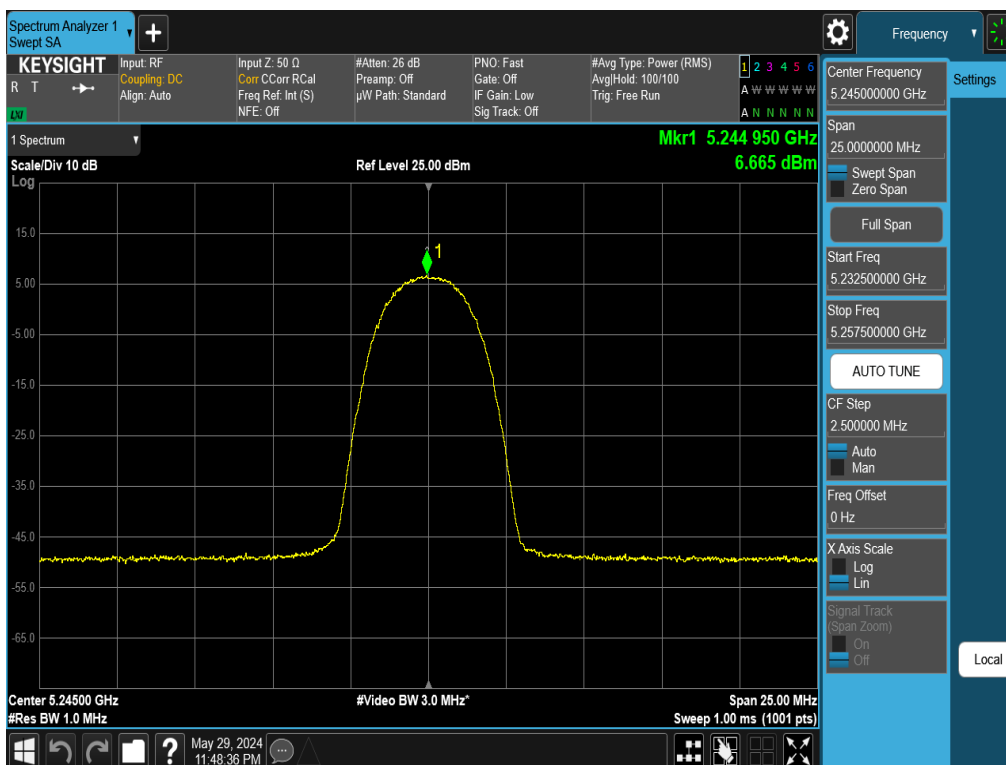 Spectrum Analyzer 1
Swept SA
Frequency
KEYSIGHT
R T
LXI
Input: RF
Coupling: DC
Align: Auto
Input Z: 50 Ω
Corr CCorr RCal
Freq Ref: Int (S)
NFE: Off
#Atten: 26 dB
Preamp: Off
µW Path: Standard
PNO: Fast
Gate: Off
IF Gain: Low
Sig Track: Off
#Avg Type: Power (RMS)
Avg|Hold: 100/100
Trig: Free Run
1 2 3 4 5 6
A W W W W W
A N N N N N
Center Frequency
5.245000000 GHz
Settings
Span
25.0000000 MHz
Swept Span
Zero Span
Full Span
Start Freq
5.232500000 GHz
Stop Freq
5.257500000 GHz
AUTO TUNE
CF Step
2.500000 MHz
Auto
Man
Freq Offset
0 Hz
X Axis Scale
Log
Lin
Signal Track
(Span Zoom)
On
Off
Local
1 Spectrum
Scale/Div 10 dB
Ref Level 25.00 dBm
Mkr1 5.244 950 GHz
6.665 dBm
Log
1
15.0
5.00
-5.00
-15.0
-25.0
-35.0
-45.0
-55.0
-65.0
Center 5.24500 GHz
#Video BW 3.0 MHz*
Span 25.00 MHz
#Res BW 1.0 MHz
Sweep 1.00 ms (1001 pts)
?
May 29, 2024
11:48:36 PM